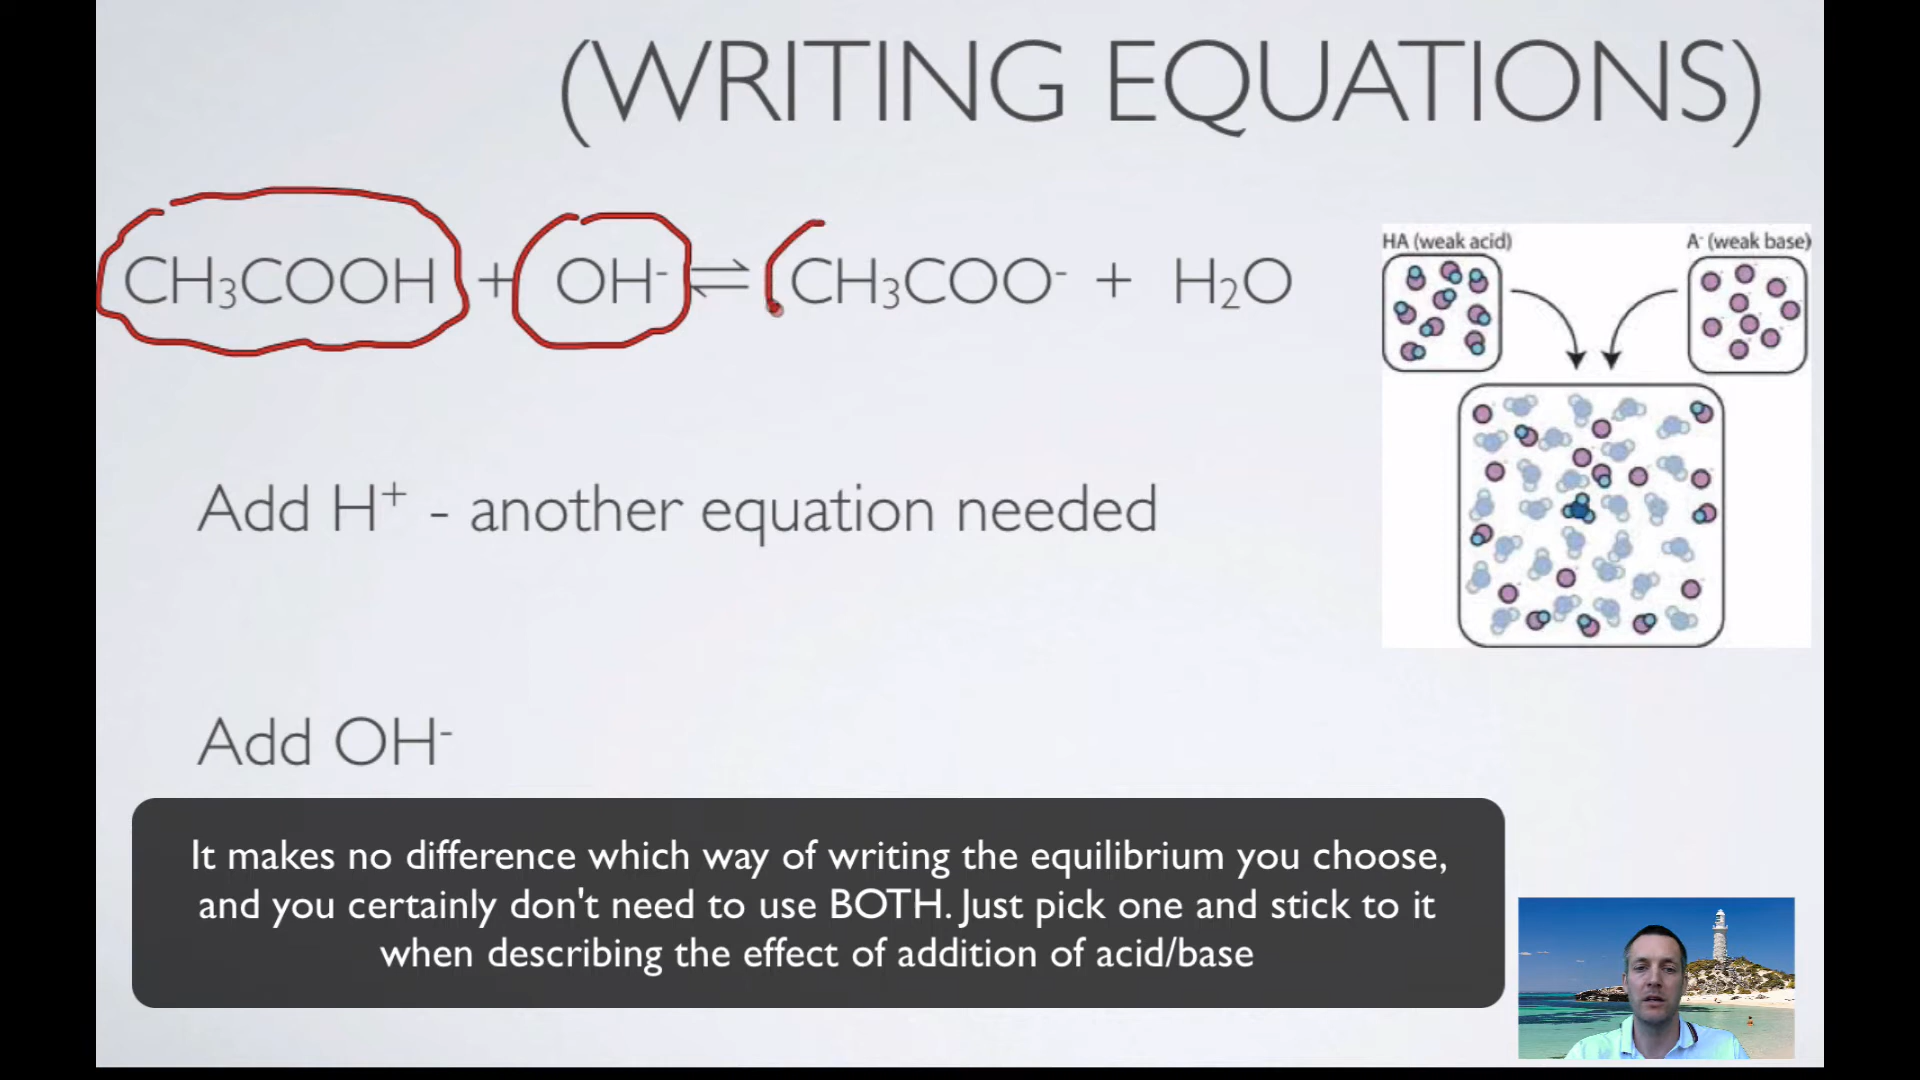 (WRITING EQUATIONS)
CH₃COOH + OH⁻ ⇌ CH₃COO⁻ + H₂O
HA (weak acid)
A⁻ (weak base)
Add H⁺ - another equation needed
Add OH⁻
It makes no difference which way of writing the equilibrium you choose,
and you certainly don't need to use BOTH. Just pick one and stick to it
when describing the effect of addition of acid/base